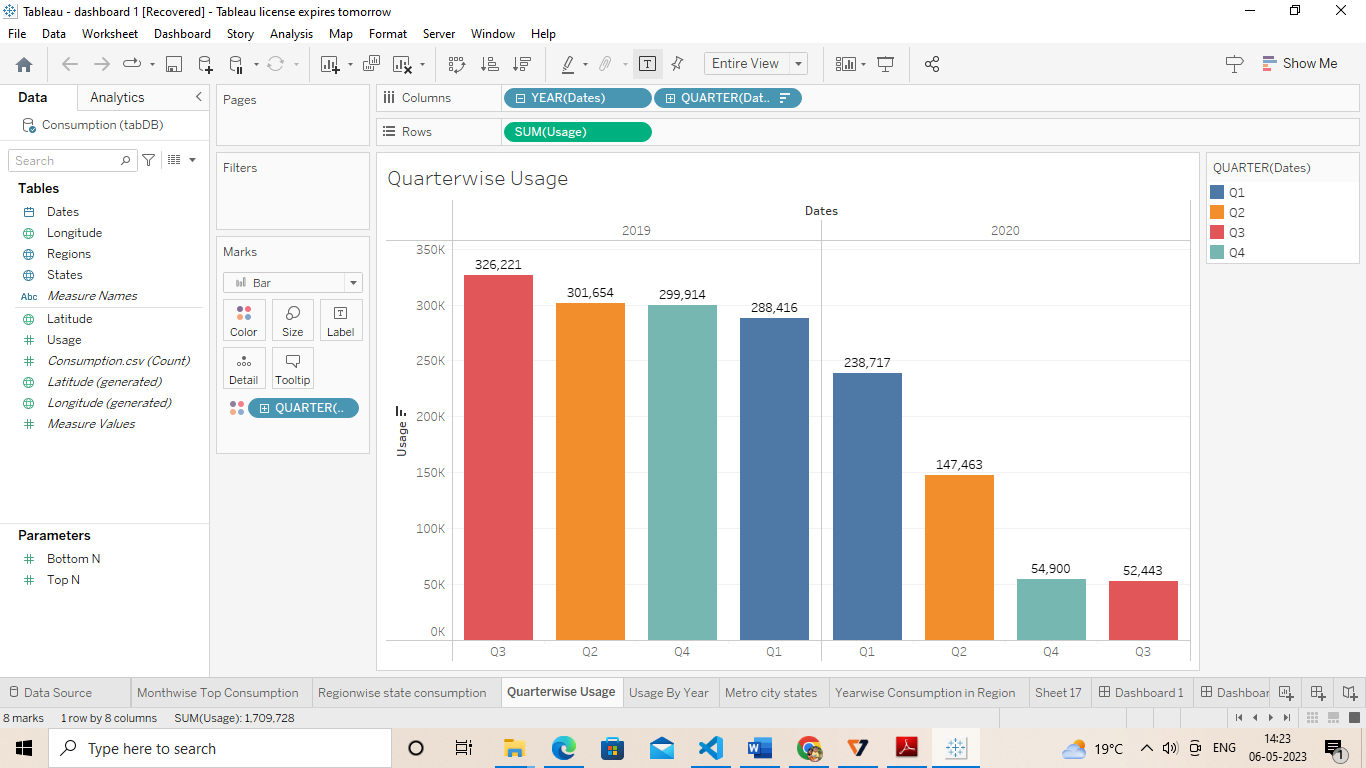 Tableau - dashboard 1 [Recovered] - Tableau license expires tomorrow
File Data Worksheet Dashboard Story Analysis Map Format Server Window Help
Entire View
Show Me
Data Analytics
Consumption (tabDB)
Search
Tables
Dates
Longitude
Regions
States
Abc Measure Names
Latitude
Usage
Consumption.csv (Count)
Latitude (generated)
Longitude (generated)
Measure Values
Parameters
Bottom N
Top N
Pages
Filters
Marks
Bar
Color Size Label
Detail Tooltip
QUARTER(..
Columns YEAR(Dates) QUARTER(Dat..
Rows SUM(Usage)
Quarterwise Usage
Dates
2019 2020
350K
300K
250K
200K
150K
100K
50K
0K
Usage
326,221
301,654
299,914
288,416
238,717
147,463
54,900
52,443
Q3 Q2 Q4 Q1 Q1 Q2 Q4 Q3
QUARTER(Dates)
Q1
Q2
Q3
Q4
Data Source Monthwise Top Consumption Regionwise state consumption Quarterwise Usage Usage By Year Metro city states Yearwise Consumption in Region Sheet 17 Dashboard 1 Dashboar
8 marks 1 row by 8 columns SUM(Usage): 1,709,728
Type here to search
19°C ENG
14:23
06-05-2023
1